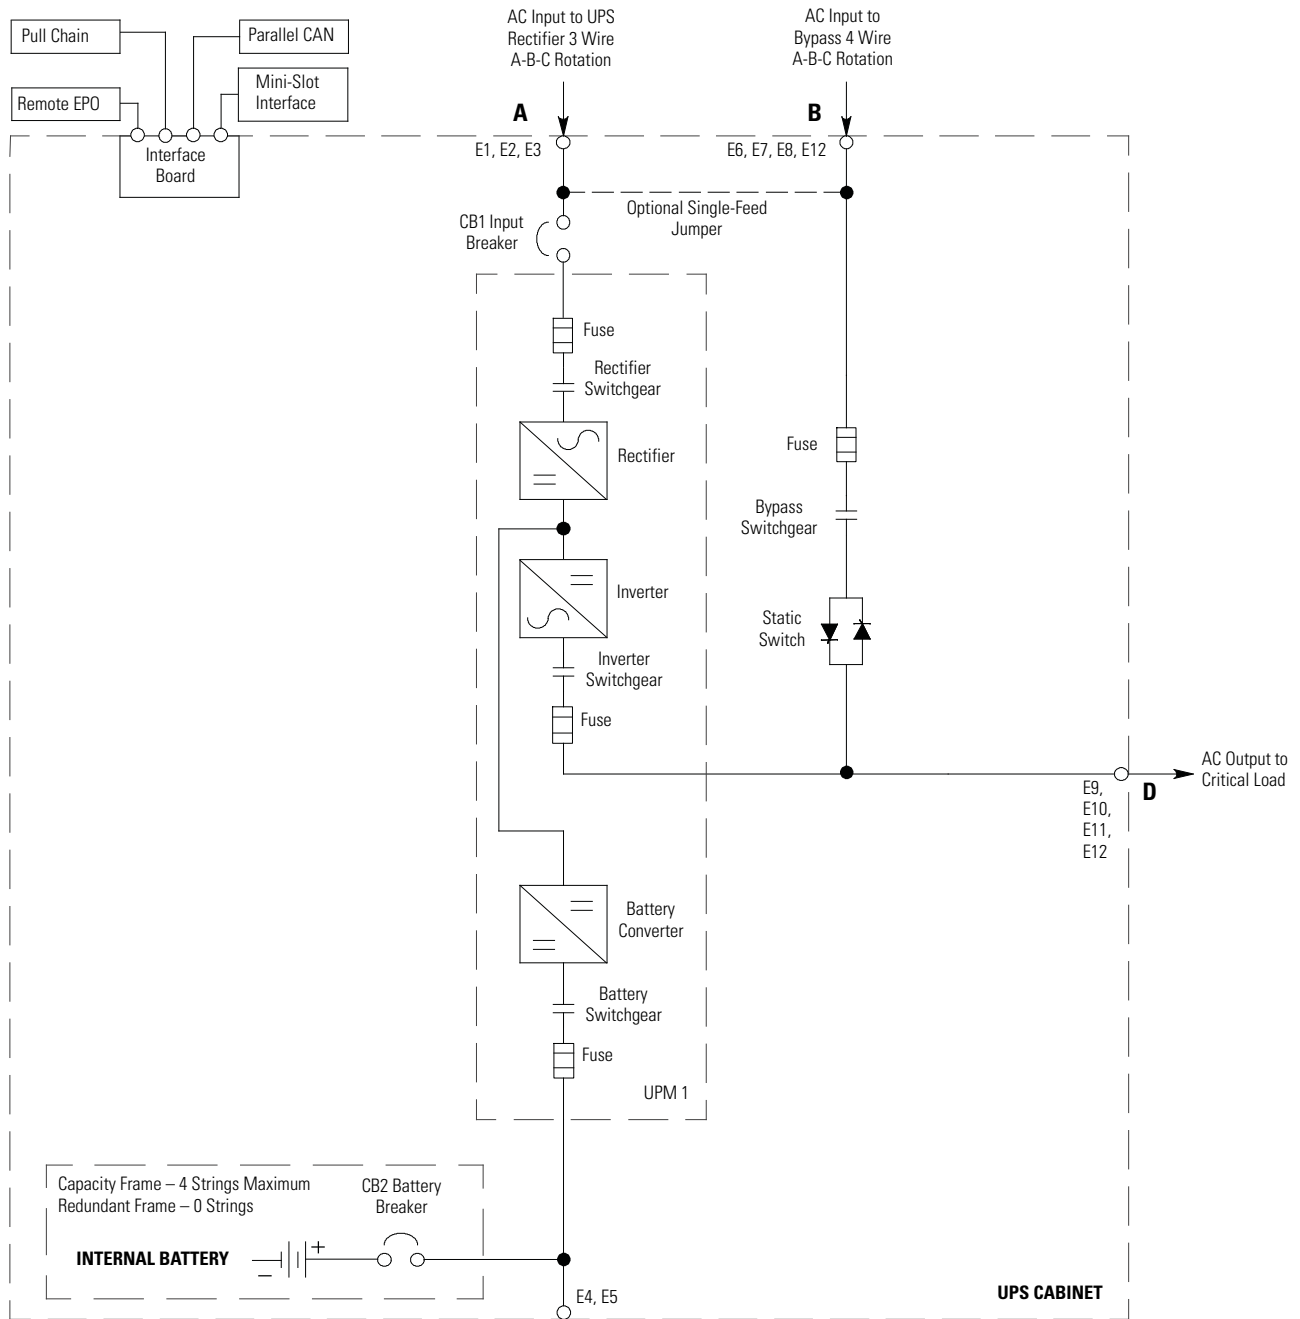 Pull Chain
Parallel CAN
Remote EPO
Mini-Slot
Interface
Interface
Board
AC Input to UPS
Rectifier 3 Wire
A-B-C Rotation
AC Input to
Bypass 4 Wire
A-B-C Rotation
A
B
E1, E2, E3
E6, E7, E8, E12
Optional Single-Feed
Jumper
CB1 Input
Breaker
Fuse
Rectifier
Switchgear
Rectifier
Fuse
Bypass
Switchgear
Inverter
Static
Switch
Inverter
Switchgear
Fuse
AC Output to
Critical Load
D
E9,
E10,
E11,
E12
Battery
Converter
Battery
Switchgear
Fuse
UPM 1
Capacity Frame – 4 Strings Maximum
Redundant Frame – 0 Strings
CB2 Battery
Breaker
INTERNAL BATTERY
+
–
E4, E5
UPS CABINET